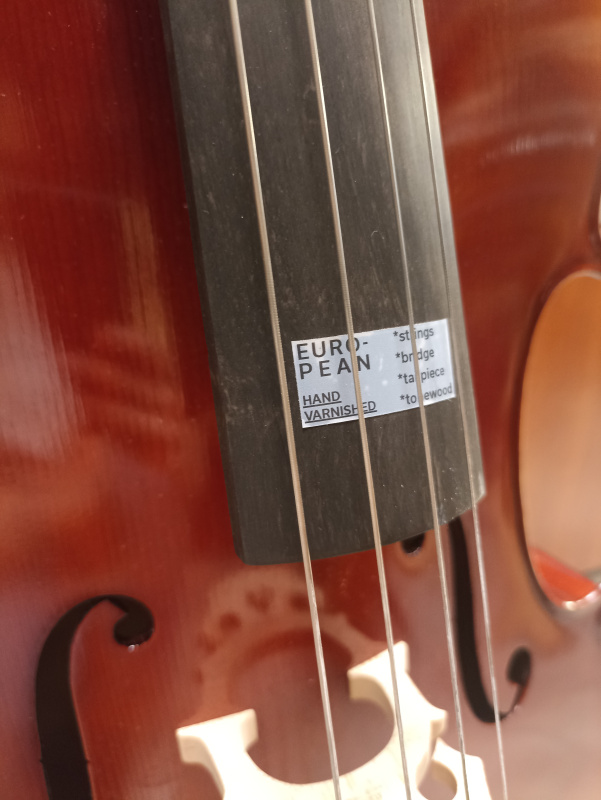 EURO-
PEAN
HAND
VARNISHED
*strings
*bridge
*tailpiece
*tonewood